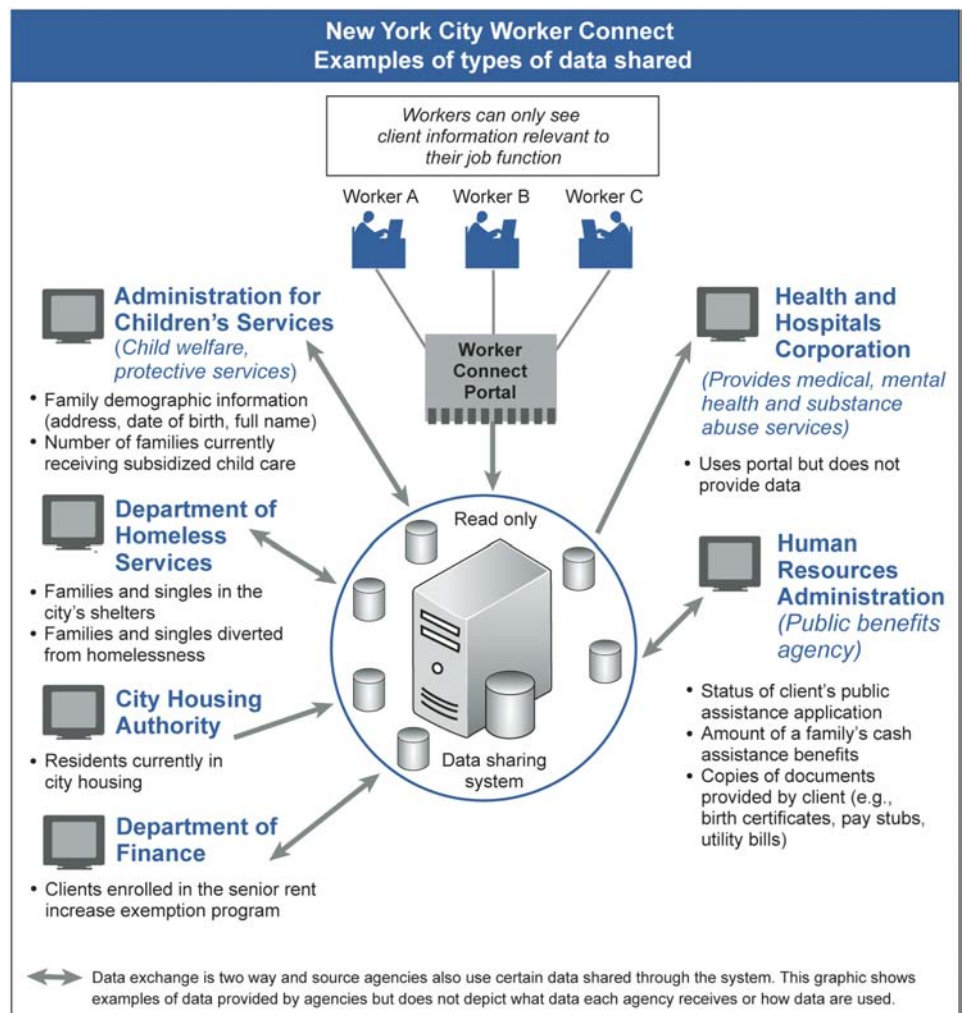 New York City Worker Connect
Examples of types of data shared
Workers can only see
client information relevant to
their job function
Worker A
Worker B
Worker C
Worker
Connect
Portal
Administration for
Children's Services
(Child welfare,
protective services)
• Family demographic information
(address, date of birth, full name)
• Number of families currently
receiving subsidized child care
Department of
Homeless
Services
• Families and singles in the
city's shelters
• Families and singles diverted
from homelessness
City Housing
Authority
• Residents currently in
city housing
Department of
Finance
• Clients enrolled in the senior rent
increase exemption program
Read only
Data sharing
system
Health and
Hospitals
Corporation
(Provides medical, mental
health and substance
abuse services)
• Uses portal but does not
provide data
Human
Resources
Administration
(Public benefits
agency)
• Status of client's public
assistance application
• Amount of a family's cash
assistance benefits
• Copies of documents
provided by client (e.g.,
birth certificates, pay stubs,
utility bills)
Data exchange is two way and source agencies also use certain data shared through the system. This graphic shows
examples of data provided by agencies but does not depict what data each agency receives or how data are used.